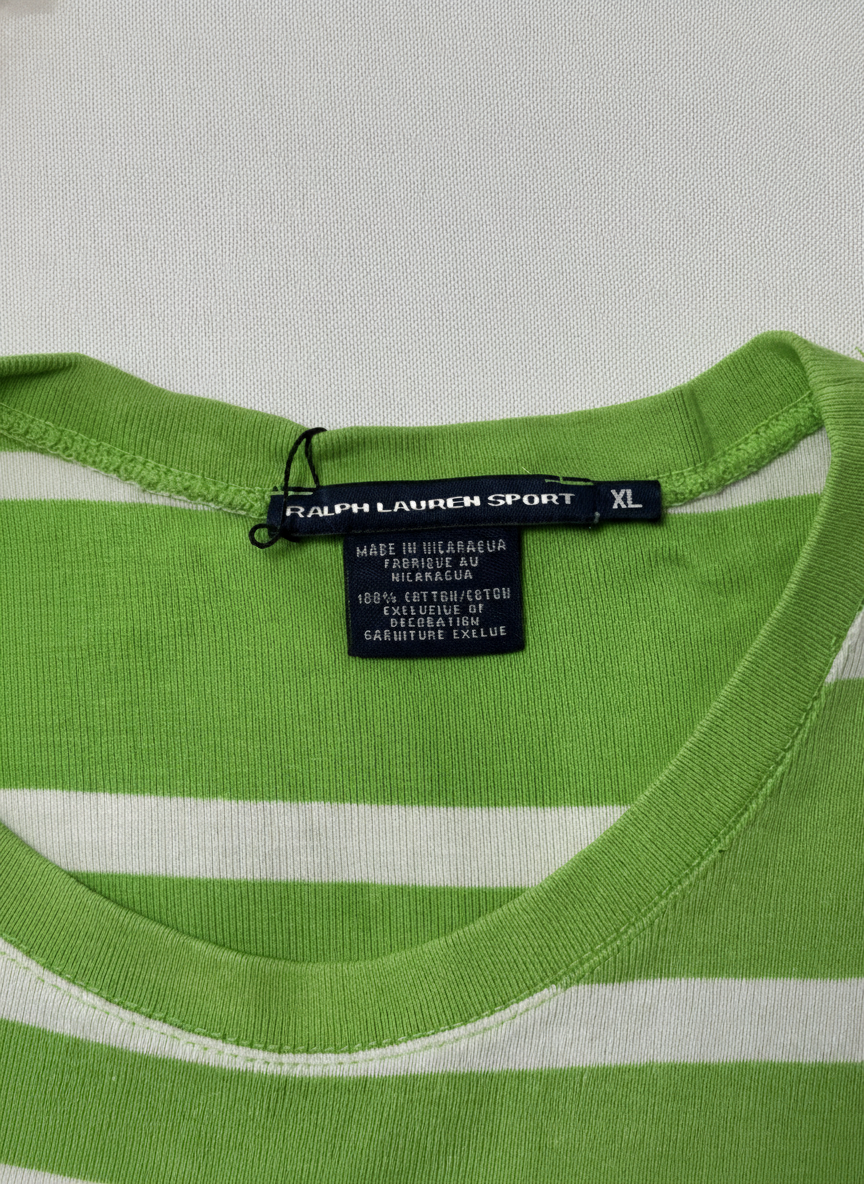 RALPH LAUREN SPORT XL
MADE IN NICARAGUA
FABRIQUE AU
NICARAGUA
100% COTTON/COTON
EXCLUSIVE OF
DECORATION
GARNITURE EXCLUE